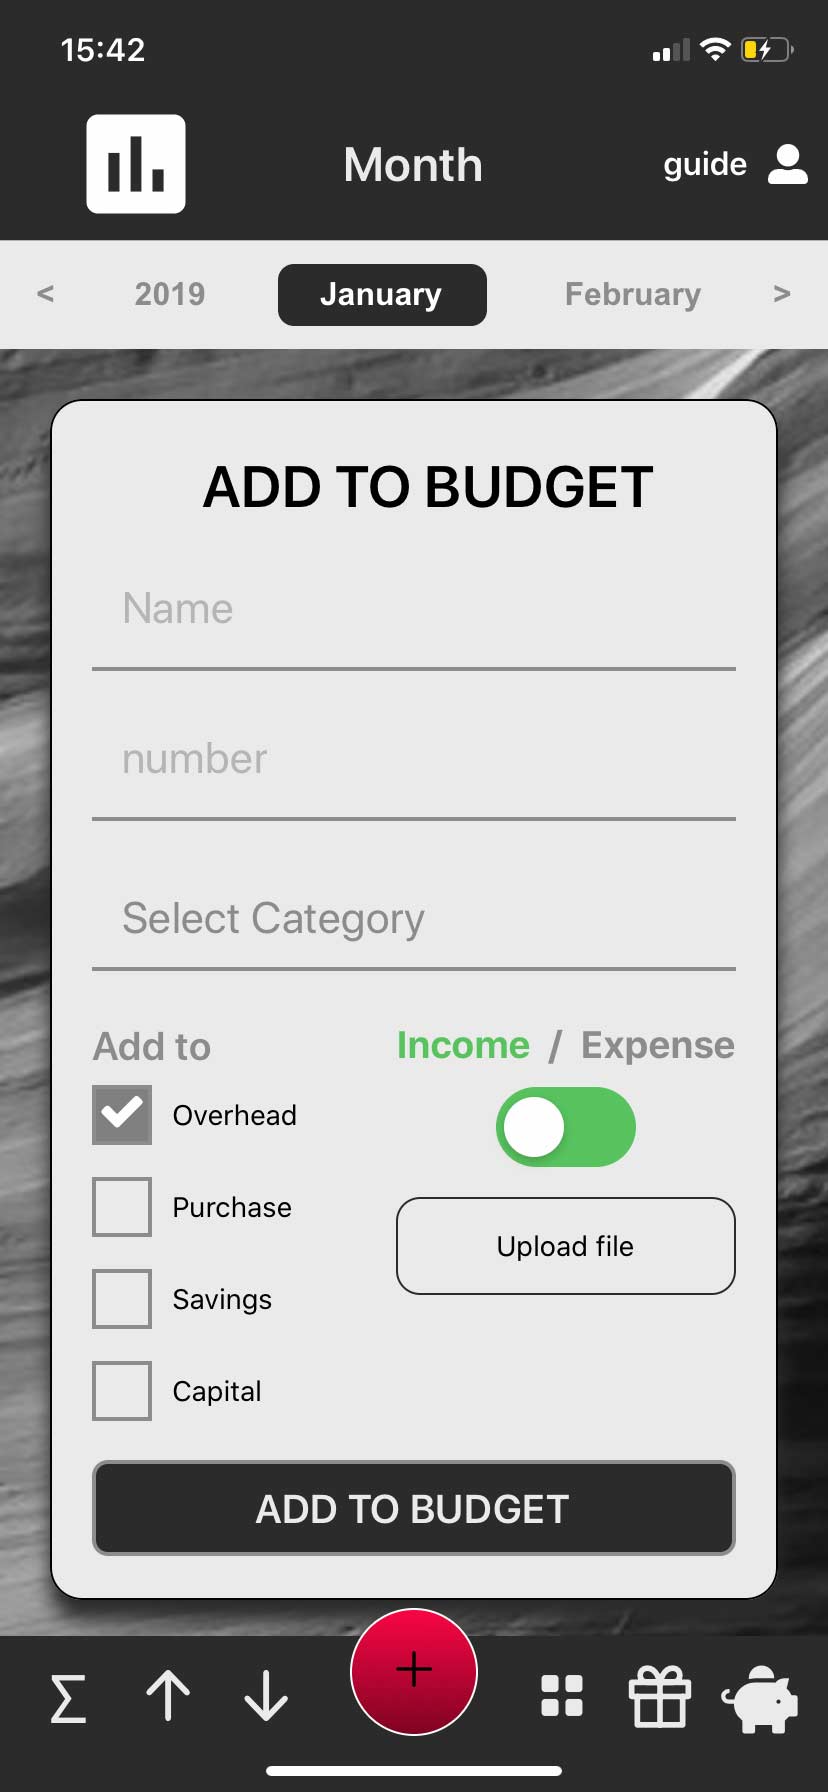 15:42
Month
guide
< 2019 January February >
ADD TO BUDGET
Name
number
Select Category
Add to
Income / Expense
Overhead
Purchase
Upload file
Savings
Capital
ADD TO BUDGET